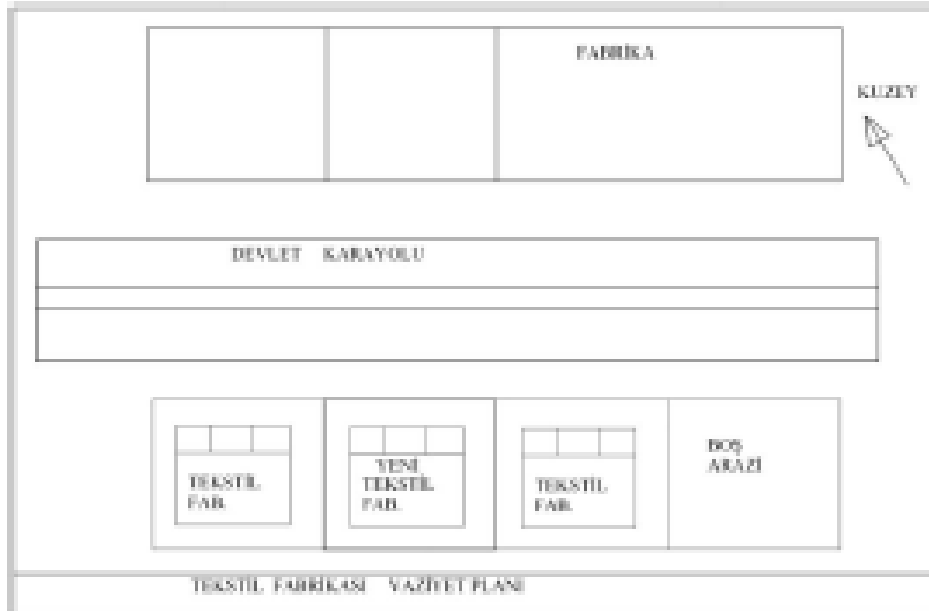 FABRİKA
KUZEY
DEVLET KARAYOLU
TEKSTİL
FAB.
YENİ
TEKSTİL
FAB.
TEKSTİL
FAB.
BOŞ
ARAZİ
TEKSTİL FABRİKASI VAZİYET PLANI